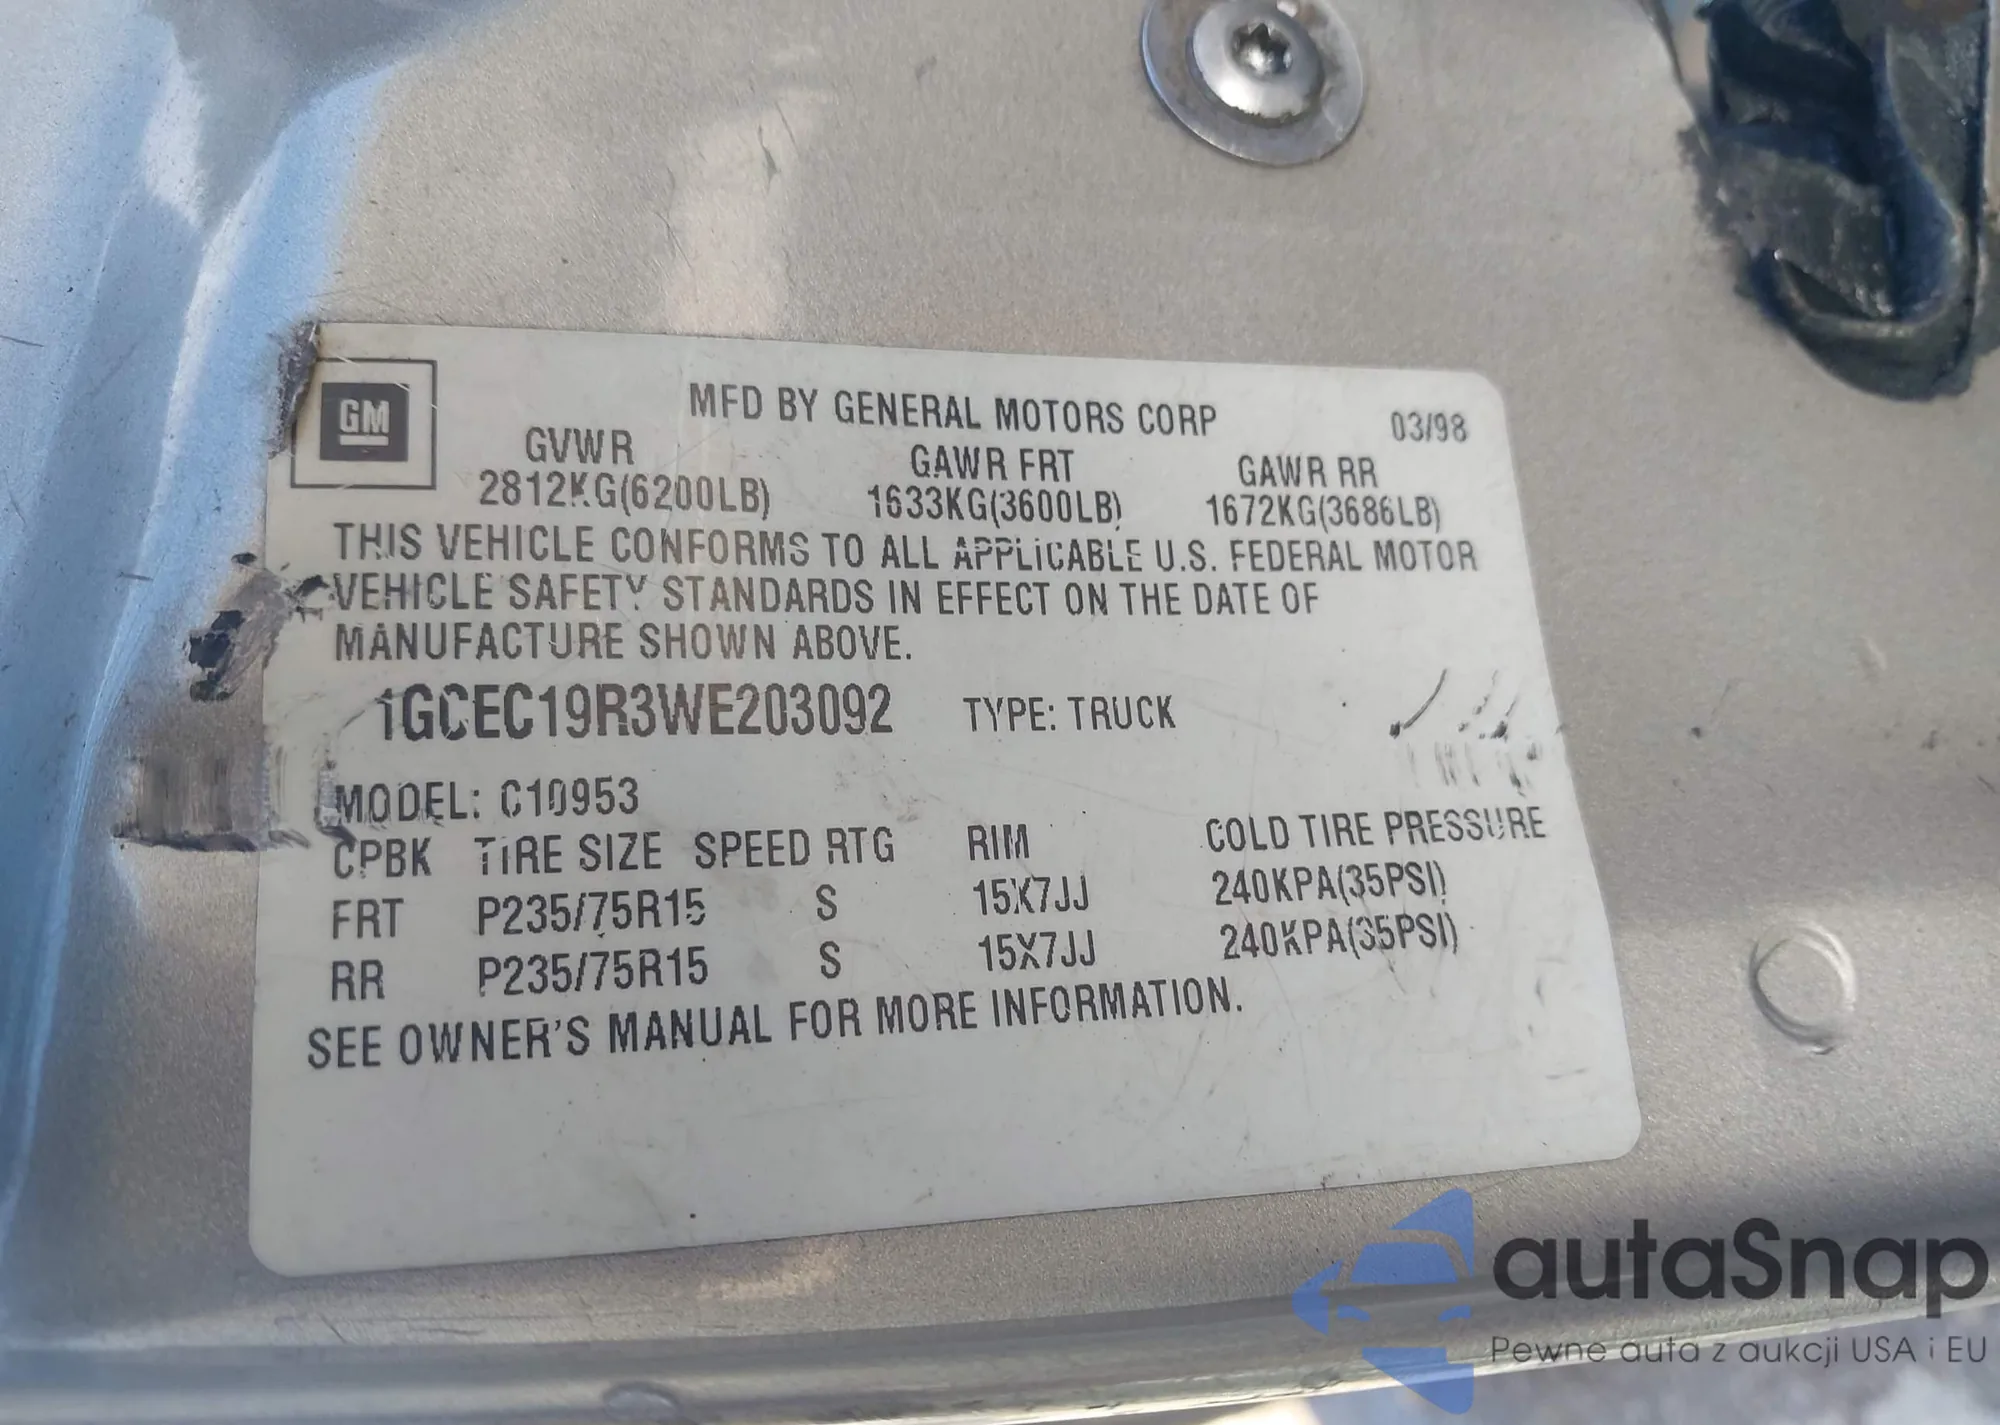 GM
MFD BY GENERAL MOTORS CORP 03/98
GVWR GAWR FRT GAWR RR
2812KG(6200LB) 1633KG(3600LB) 1672KG(3686LB)
THIS VEHICLE CONFORMS TO ALL APPLICABLE U.S. FEDERAL MOTOR
VEHICLE SAFETY STANDARDS IN EFFECT ON THE DATE OF
MANUFACTURE SHOWN ABOVE.
1GCEC19R3WE203092 TYPE: TRUCK
MODEL: C10953
CPBK TIRE SIZE SPEED RTG RIM COLD TIRE PRESSURE
FRT P235/75R15 S 15X7JJ 240KPA(35PSI)
RR P235/75R15 S 15X7JJ 240KPA(35PSI)
SEE OWNER'S MANUAL FOR MORE INFORMATION.
autaSnap
Pewne auta z aukcji USA i EU